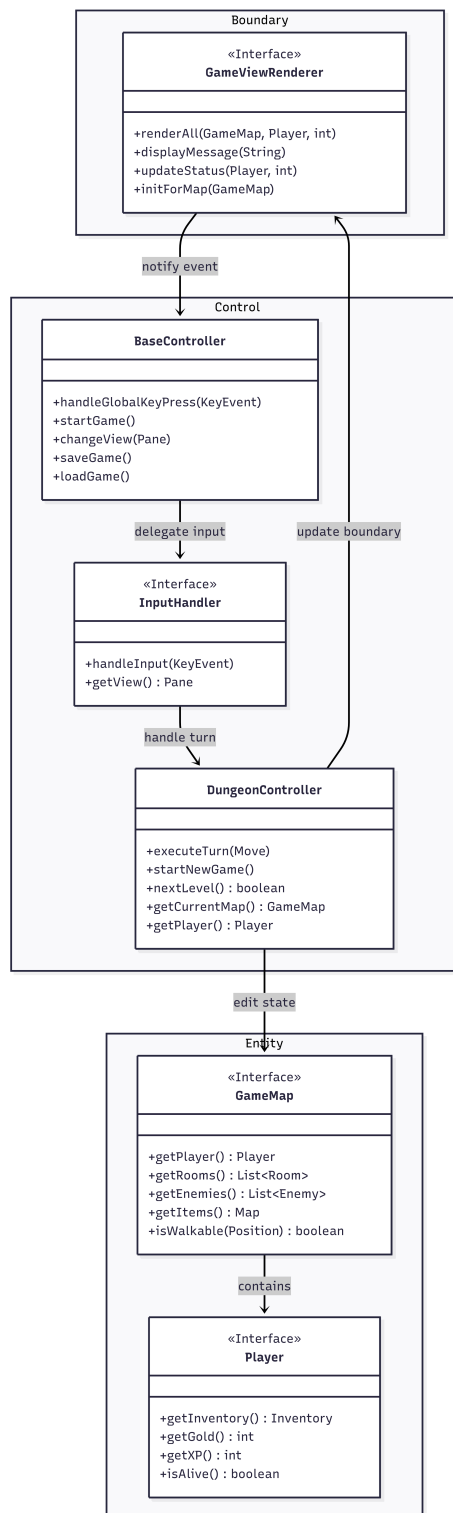 Boundary
«Interface»
GameViewRenderer
+renderAll(GameMap, Player, int)
+displayMessage(String)
+updateStatus(Player, int)
+initForMap(GameMap)
notify event
Control
BaseController
+handleGlobalKeyPress(KeyEvent)
+startGame()
+changeView(Pane)
+saveGame()
+loadGame()
delegate input
update boundary
«Interface»
InputHandler
+handleInput(KeyEvent)
+getView() : Pane
handle turn
DungeonController
+executeTurn(Move)
+startNewGame()
+nextLevel() : boolean
+getCurrentMap() : GameMap
+getPlayer() : Player
edit state
Entity
«Interface»
GameMap
+getPlayer() : Player
+getRooms() : List<Room>
+getEnemies() : List<Enemy>
+getItems() : Map
+isWalkable(Position) : boolean
contains
«Interface»
Player
+getInventory() : Inventory
+getGold() : int
+getXP() : int
+isAlive() : boolean